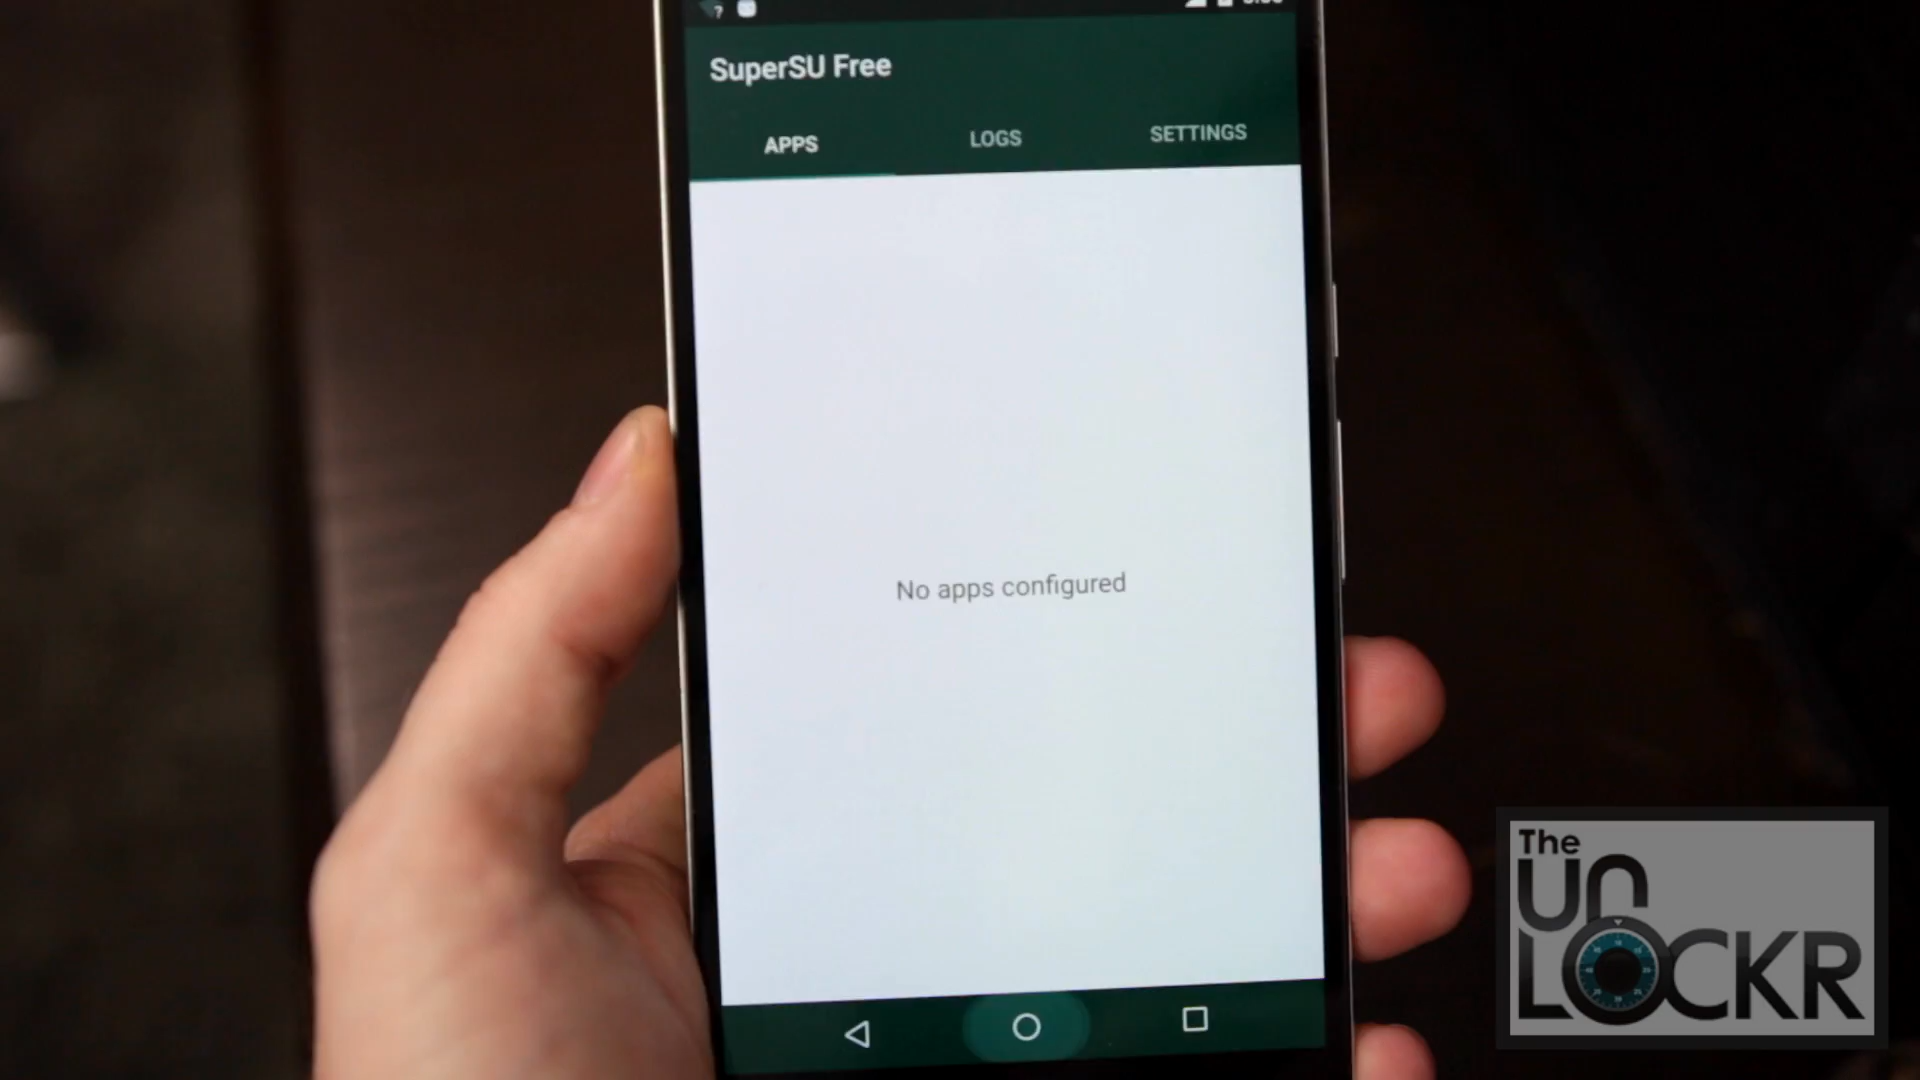 SuperSU Free
APPS LOGS SETTINGS
No apps configured
The
UNLOCKR